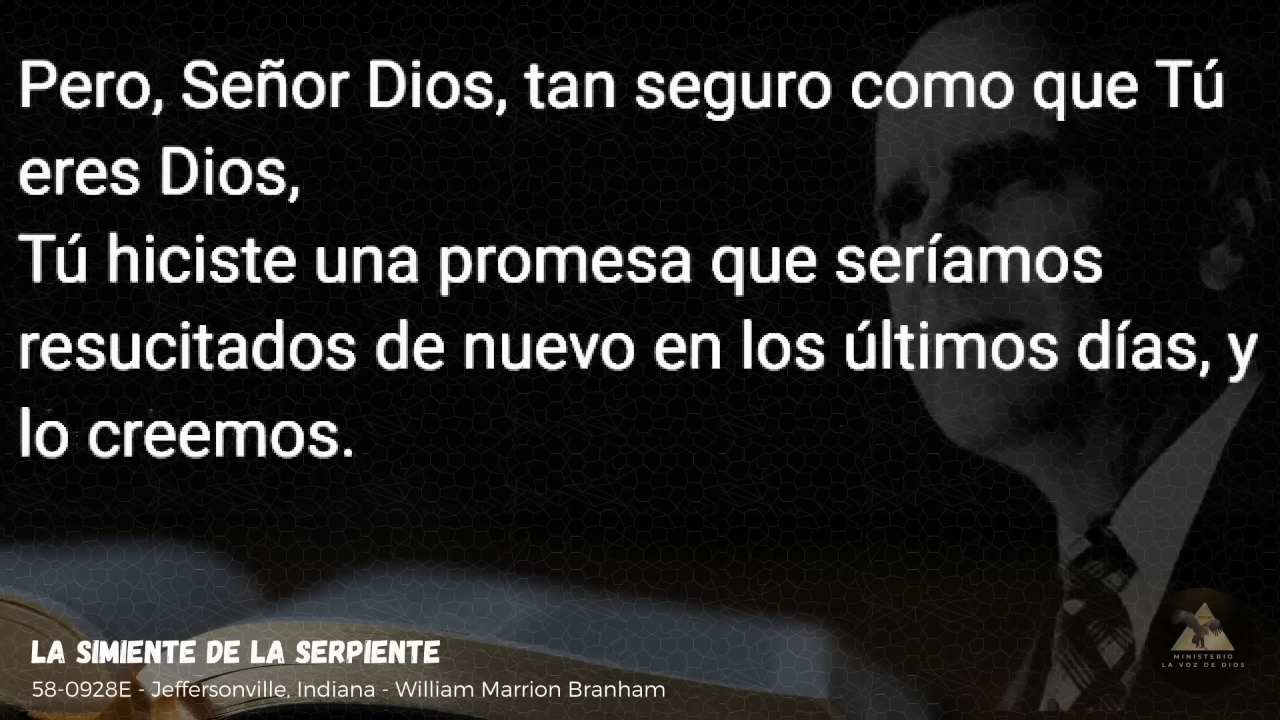 Pero, Señor Dios, tan seguro como que Tú
eres Dios,
Tú hiciste una promesa que seríamos
resucitados de nuevo en los últimos días, y
lo creemos.
LA SIMIENTE DE LA SERPIENTE
58-0928E - Jeffersonville, Indiana - William Marrion Branham
MINISTERIO
LA VOZ DE DIOS